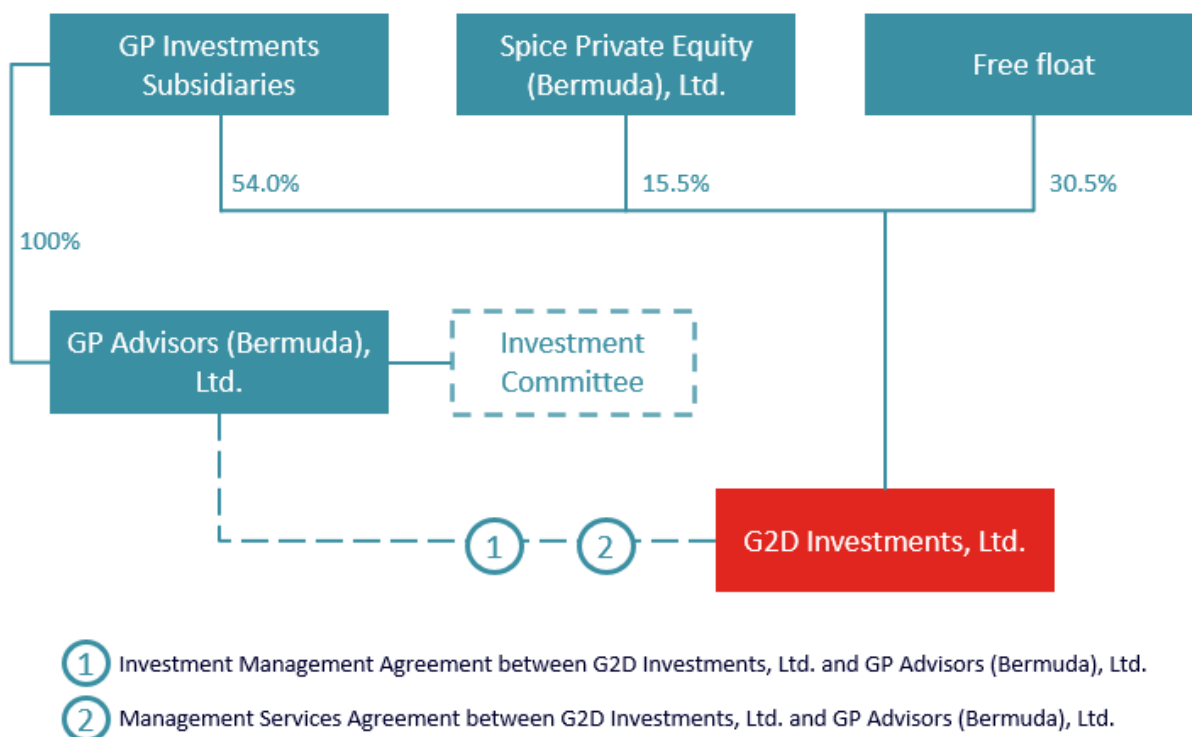 GP Investments
Subsidiaries
Spice Private Equity
(Bermuda), Ltd.
Free float
54.0%
15.5%
30.5%
100%
GP Advisors (Bermuda),
Ltd.
Investment
Committee
1
2
G2D Investments, Ltd.
1 Investment Management Agreement between G2D Investments, Ltd. and GP Advisors (Bermuda), Ltd.
2 Management Services Agreement between G2D Investments, Ltd. and GP Advisors (Bermuda), Ltd.